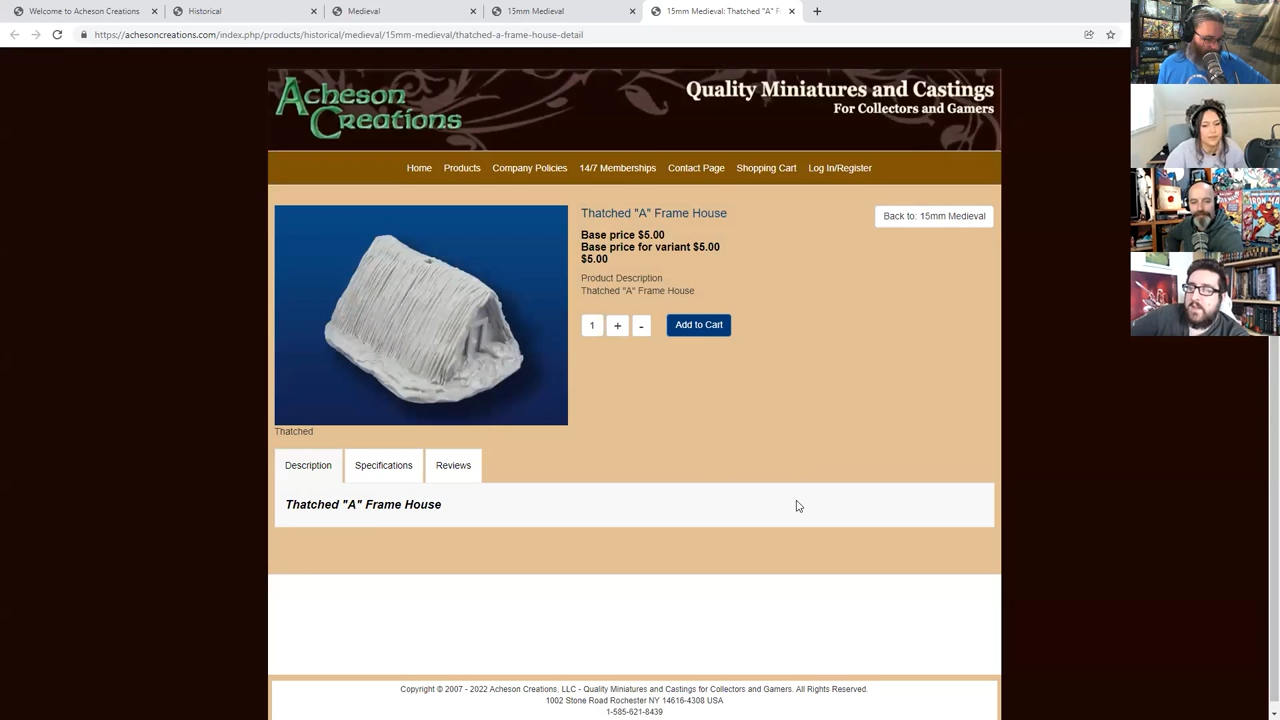 Welcome to Acheson Creations
Historical
Medieval
15mm Medieval
15mm Medieval: Thatched "A" F
https://achesoncreations.com/index.php/products/historical/medieval/15mm-medieval/thatched-a-frame-house-detail
Acheson
Creations
Quality Miniatures and Castings
For Collectors and Gamers
Home Products Company Policies 14/7 Memberships Contact Page Shopping Cart Log In/Register
Thatched "A" Frame House
Back to: 15mm Medieval
Base price $5.00
Base price for variant $5.00
$5.00
Product Description
Thatched "A" Frame House
1 + - Add to Cart
Thatched
Description Specifications Reviews
Thatched "A" Frame House
Copyright © 2007 - 2022 Acheson Creations, LLC - Quality Miniatures and Castings for Collectors and Gamers. All Rights Reserved.
1002 Stone Road Rochester NY 14616-4308 USA
1-585-621-8439